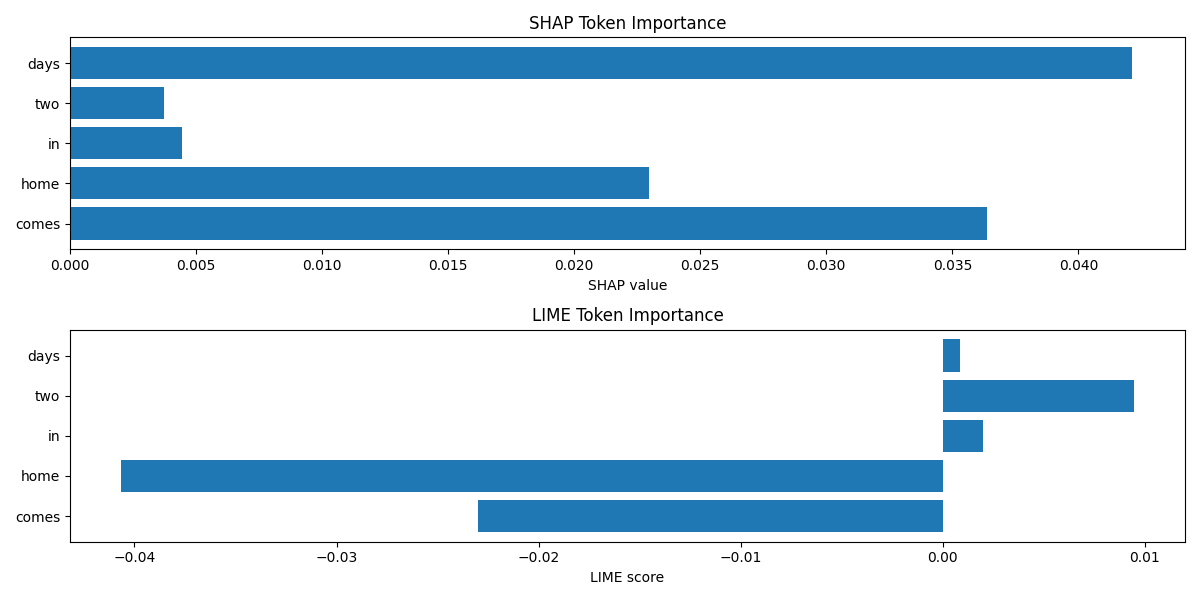 SHAP Token Importance
days
two
in
home
comes
0.000 0.005 0.010 0.015 0.020 0.025 0.030 0.035 0.040
SHAP value
LIME Token Importance
days
two
in
home
comes
−0.04 −0.03 −0.02 −0.01 0.00 0.01
LIME score